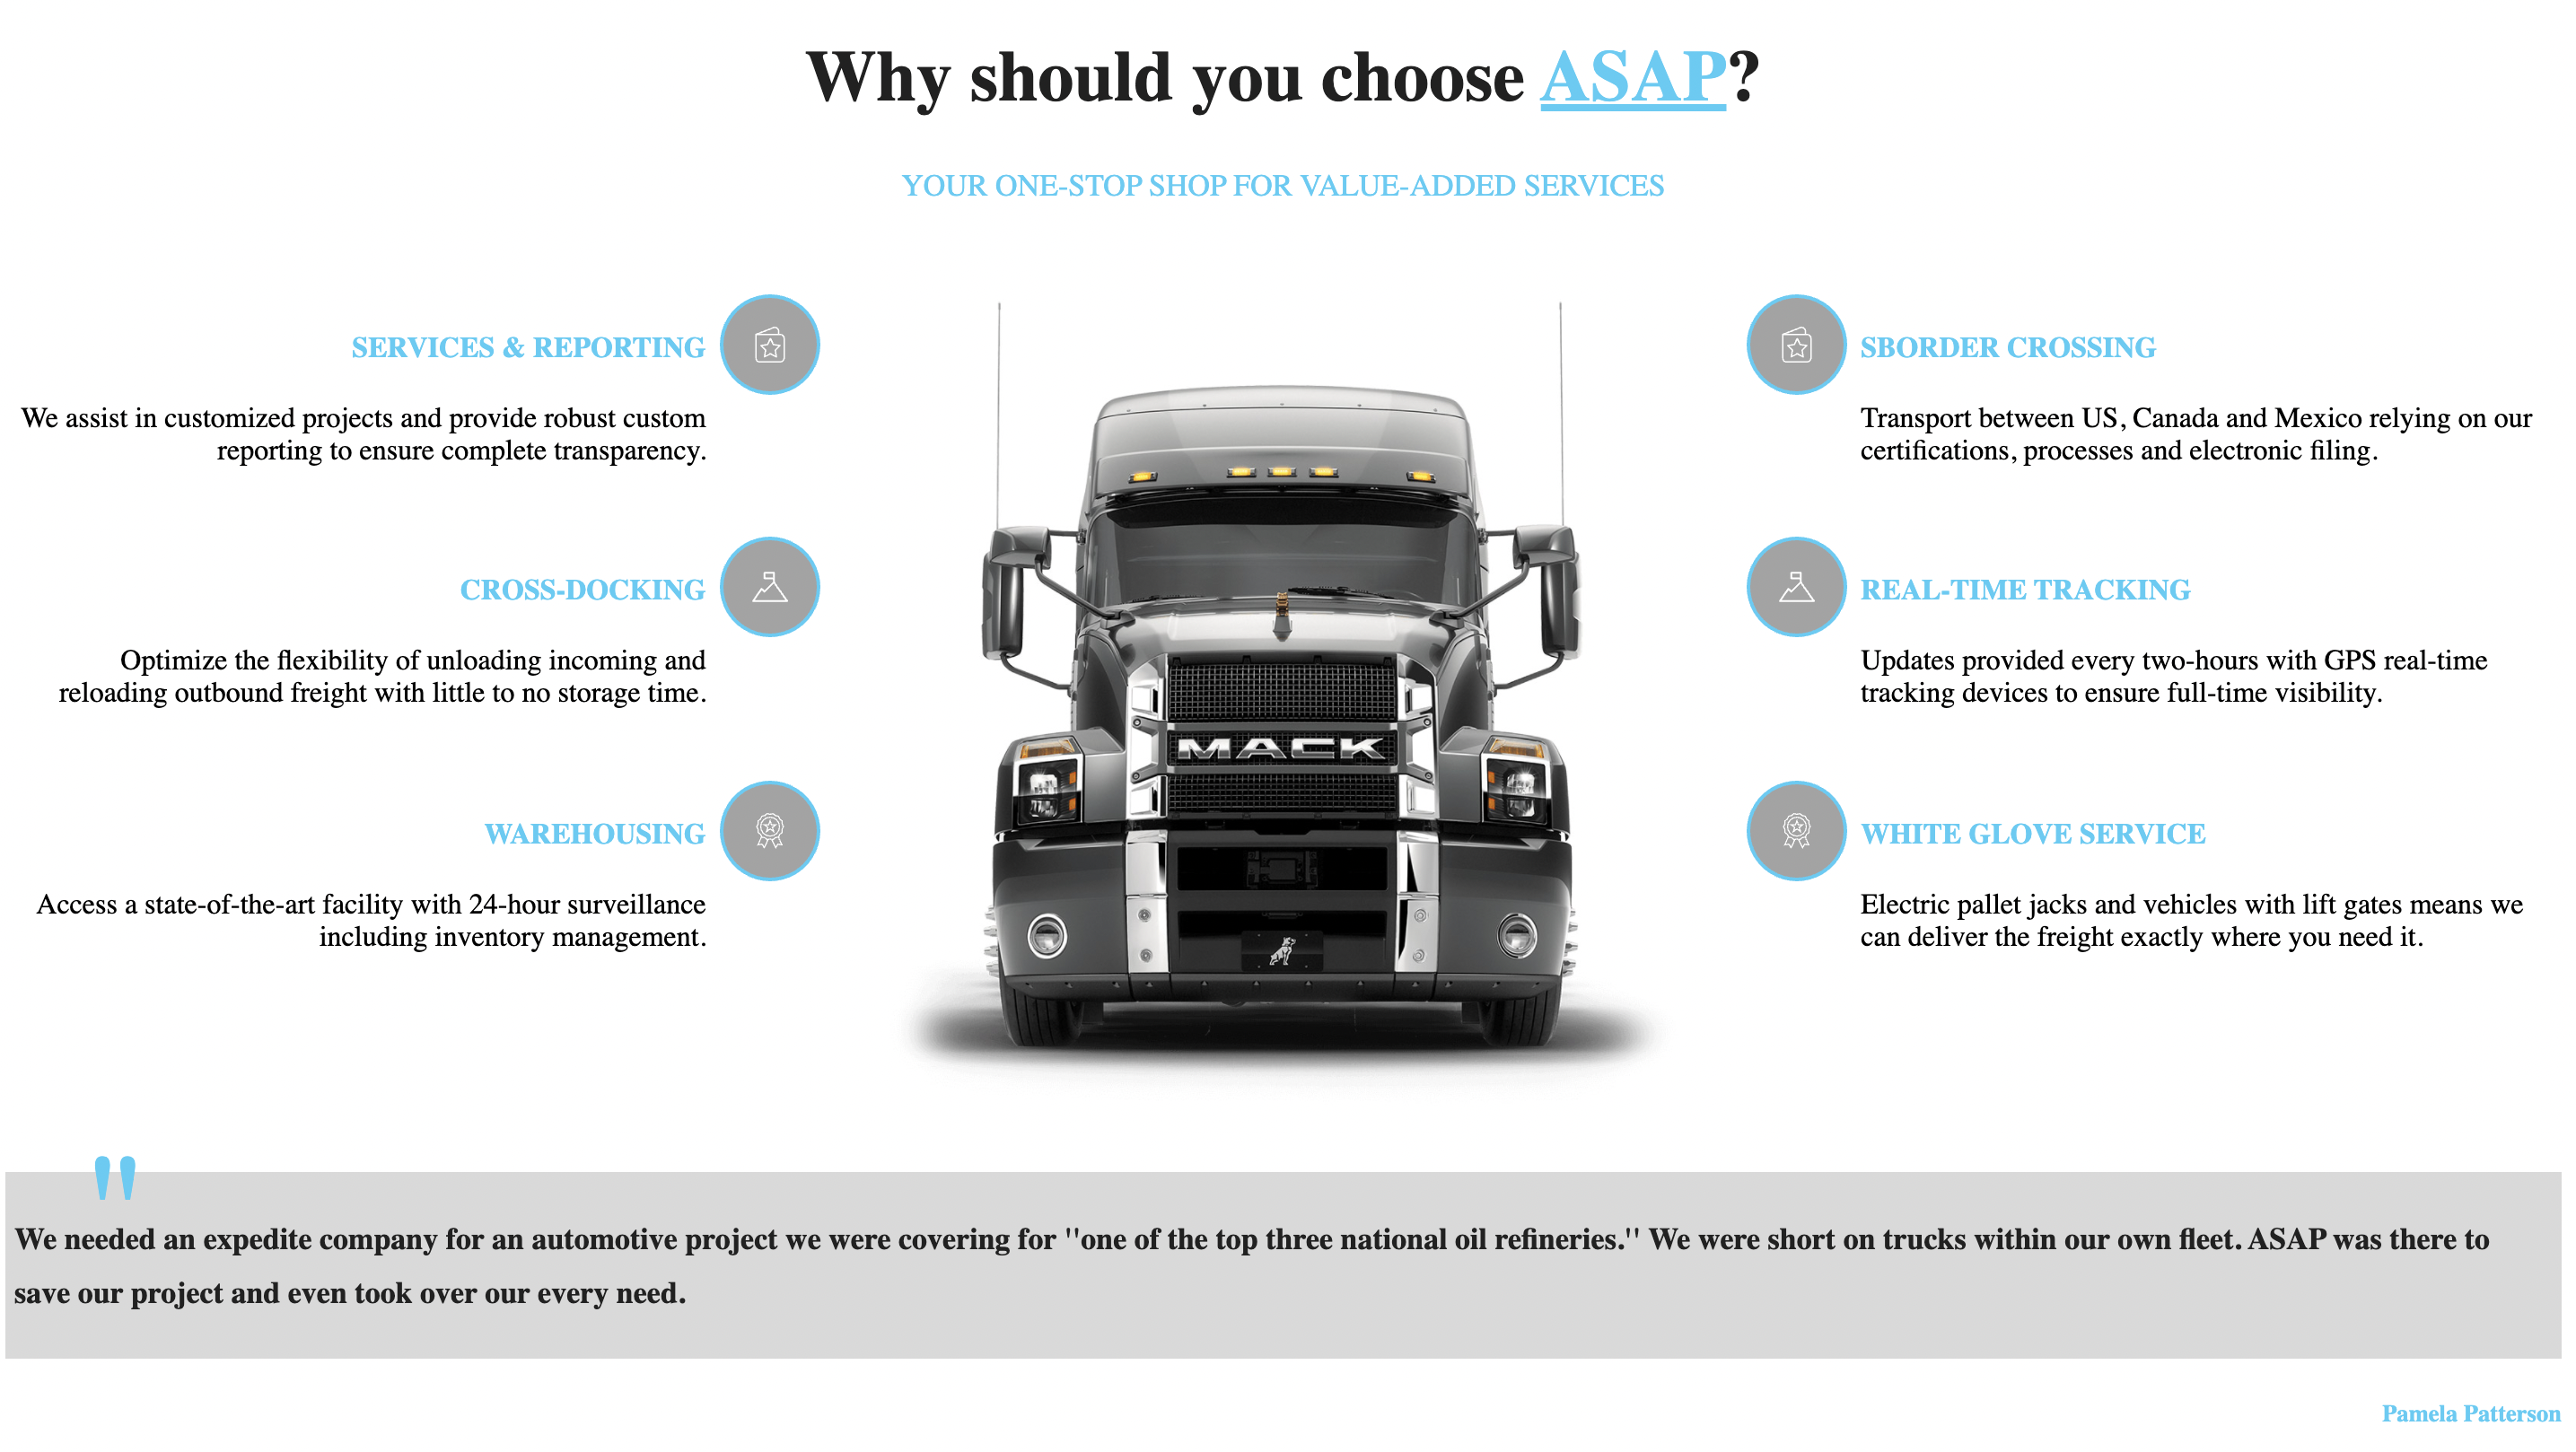 Why should you choose ASAP?
YOUR ONE-STOP SHOP FOR VALUE-ADDED SERVICES
SERVICES & REPORTING
We assist in customized projects and provide robust custom
reporting to ensure complete transparency.
CROSS-DOCKING
Optimize the flexibility of unloading incoming and
reloading outbound freight with little to no storage time.
WAREHOUSING
Access a state-of-the-art facility with 24-hour surveillance
including inventory management.
MACK
SBORDER CROSSING
Transport between US, Canada and Mexico relying on our
certifications, processes and electronic filing.
REAL-TIME TRACKING
Updates provided every two-hours with GPS real-time
tracking devices to ensure full-time visibility.
WHITE GLOVE SERVICE
Electric pallet jacks and vehicles with lift gates means we
can deliver the freight exactly where you need it.
"
We needed an expedite company for an automotive project we were covering for "one of the top three national oil refineries." We were short on trucks within our own fleet. ASAP was there to
save our project and even took over our every need.
Pamela Patterson